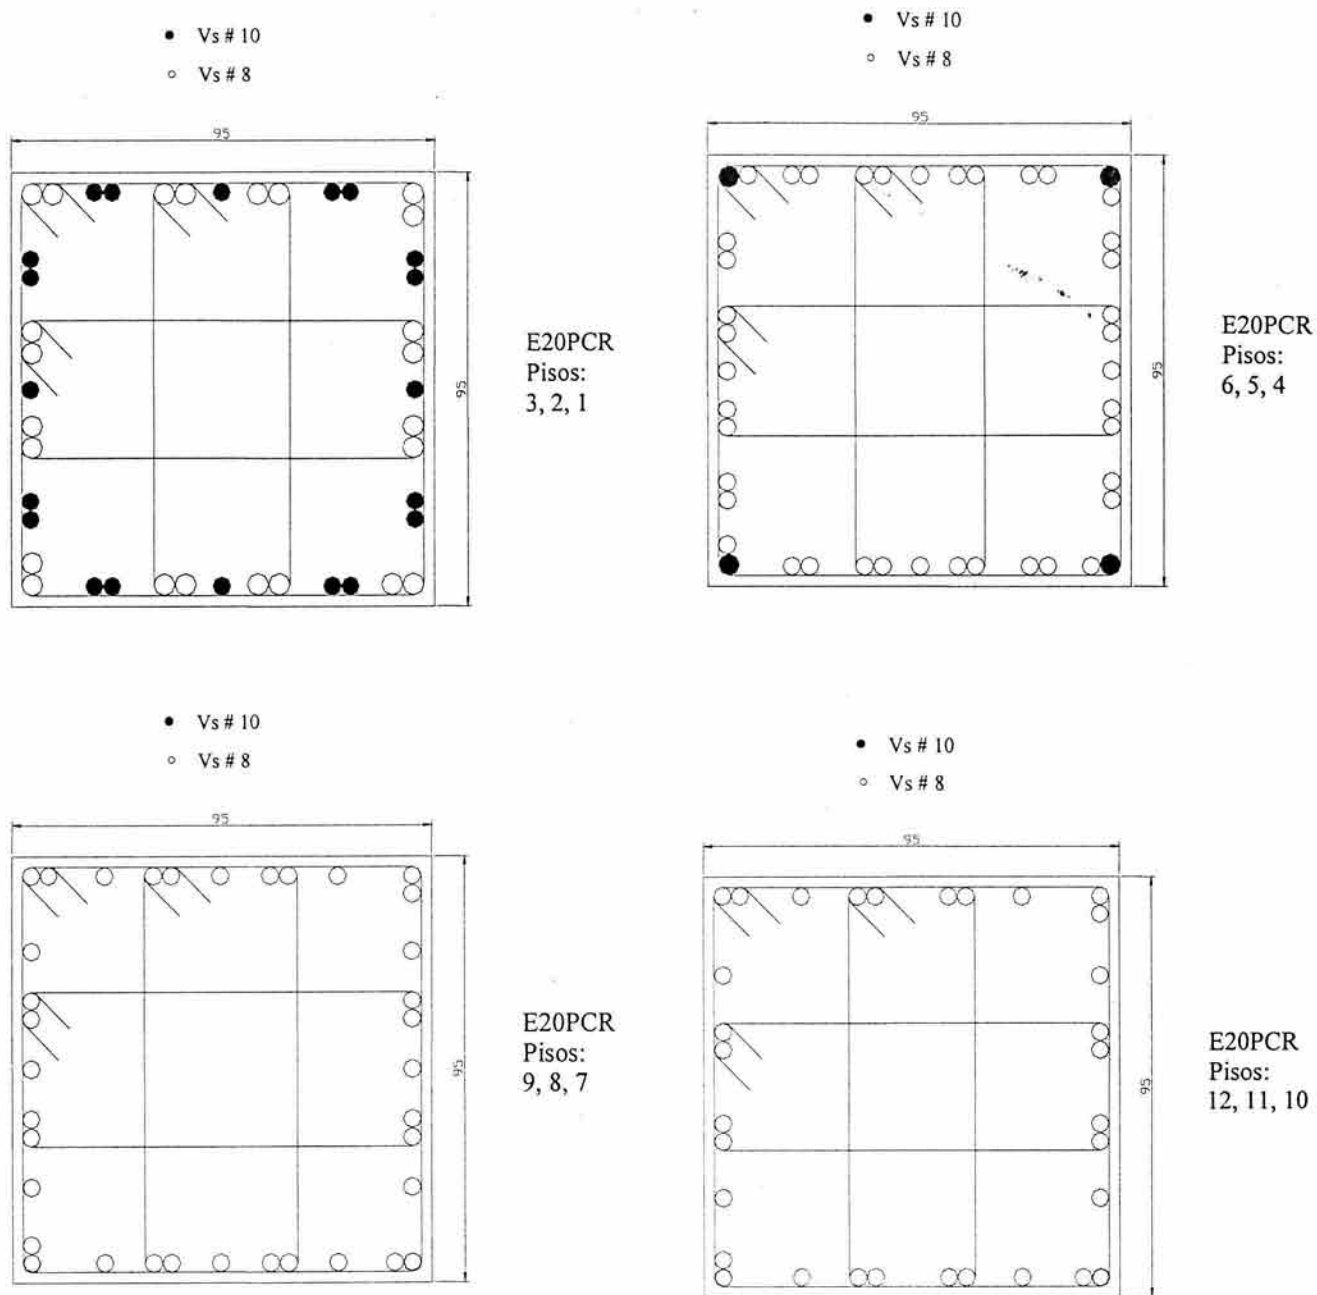 Vs # 10
Vs # 8
95
95
E20PCR
Pisos:
3, 2, 1
Vs # 10
Vs # 8
95
95
E20PCR
Pisos:
6, 5, 4
Vs # 10
Vs # 8
95
95
E20PCR
Pisos:
9, 8, 7
Vs # 10
Vs # 8
95
95
E20PCR
Pisos:
12, 11, 10